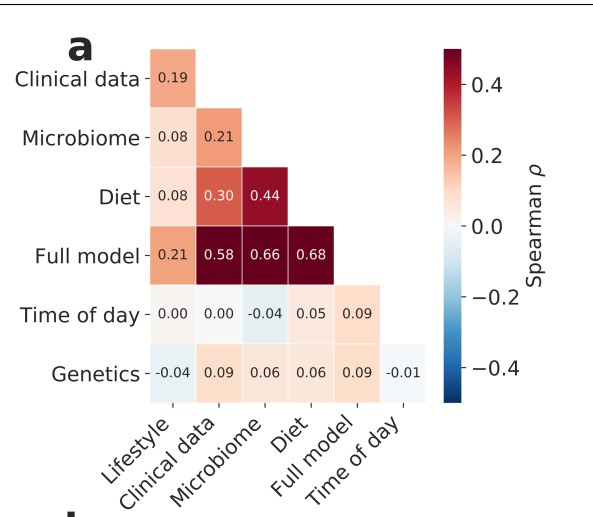 a
Clinical data 0.19
Microbiome 0.08 0.21
Diet 0.08 0.30 0.44
Full model 0.21 0.58 0.66 0.68
Time of day 0.00 0.00 -0.04 0.05 0.09
Genetics -0.04 0.09 0.06 0.06 0.09 -0.01
Lifestyle
Clinical data
Microbiome
Diet
Full model
Time of day
0.4
0.2
0.0
−0.2
−0.4
Spearman ρ